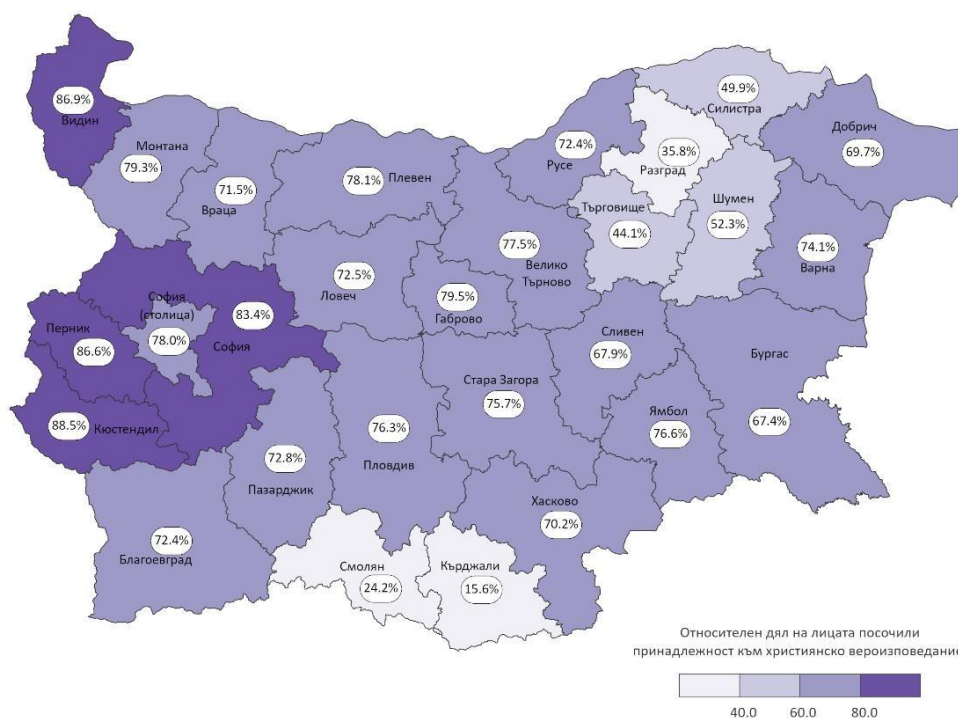 86.9%
Видин
Монтана
79.3%
71.5%
Враца
78.1%
Плевен
72.4%
Русе
49.9%
Силистра
35.8%
Разград
Добрич
69.7%
Търговище
44.1%
Шумен
52.3%
74.1%
Варна
77.5%
Велико
Търново
72.5%
Ловеч
79.5%
Габрово
София
(столица)
78.0%
83.4%
София
Перник
86.6%
88.5%
Кюстендил
Сливен
67.9%
Бургас
67.4%
Стара Загора
75.7%
Ямбол
76.6%
76.3%
Пловдив
72.8%
Пазарджик
Хасково
70.2%
72.4%
Благоевград
Смолян
24.2%
Кърджали
15.6%
Относителен дял на лицата посочили
принадлежност към християнско вероизповедание
40.0 60.0 80.0